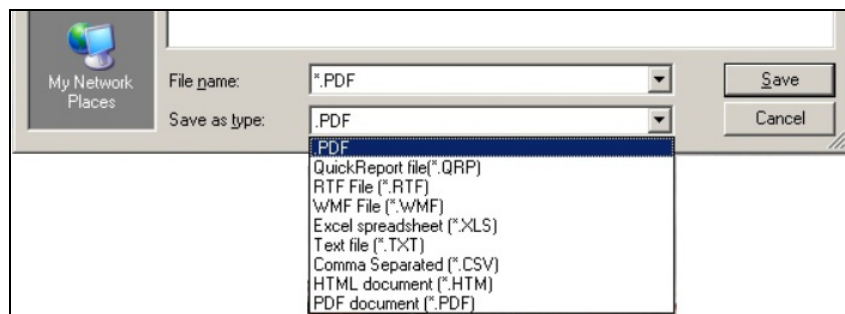 My Network
Places
File name:
*.PDF
Save
Save as type:
.PDF
Cancel
.PDF
QuickReport file(*.QRP)
RTF File (*.RTF)
WMF File (*.WMF)
Excel spreadsheet (*.XLS)
Text file (*.TXT)
Comma Separated (*.CSV)
HTML document (*.HTM)
PDF document (*.PDF)